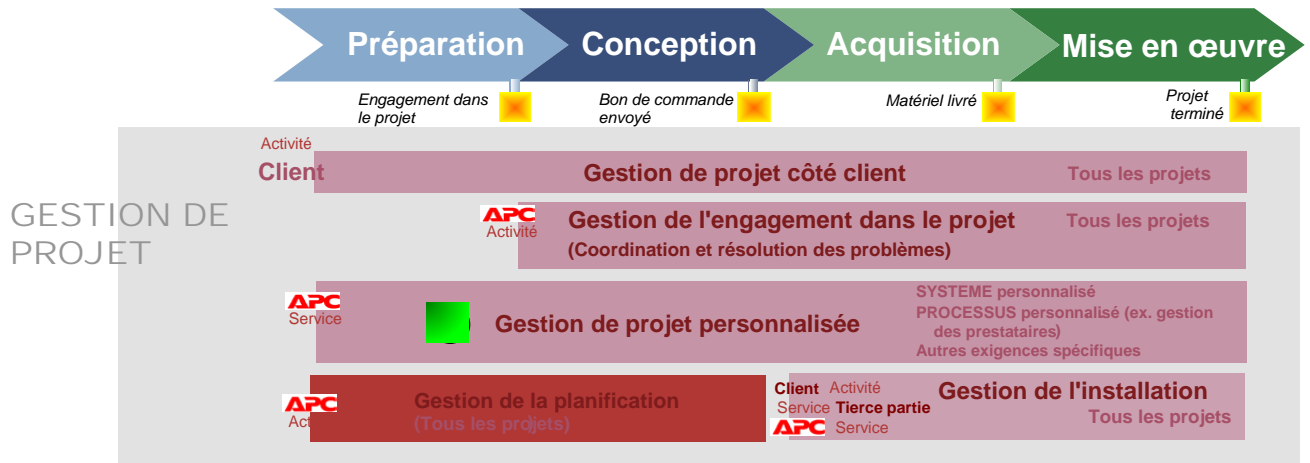 Préparation
Conception
Acquisition
Mise en œuvre
Engagement dans
le projet
Bon de commande
envoyé
Matériel livré
Projet
terminé
GESTION DE
PROJET
Activité
Client
Gestion de projet côté client
Tous les projets
APC
Activité
Gestion de l'engagement dans le projet
Tous les projets
(Coordination et résolution des problèmes)
APC
Service
Gestion de projet personnalisée
SYSTEME personnalisé
PROCESSUS personnalisé (ex. gestion
des prestataires)
Autres exigences spécifiques
APC
Act
Gestion de la planification
(Tous les projets)
Client Activité
Service Tierce partie
APC Service
Gestion de l'installation
Tous les projets